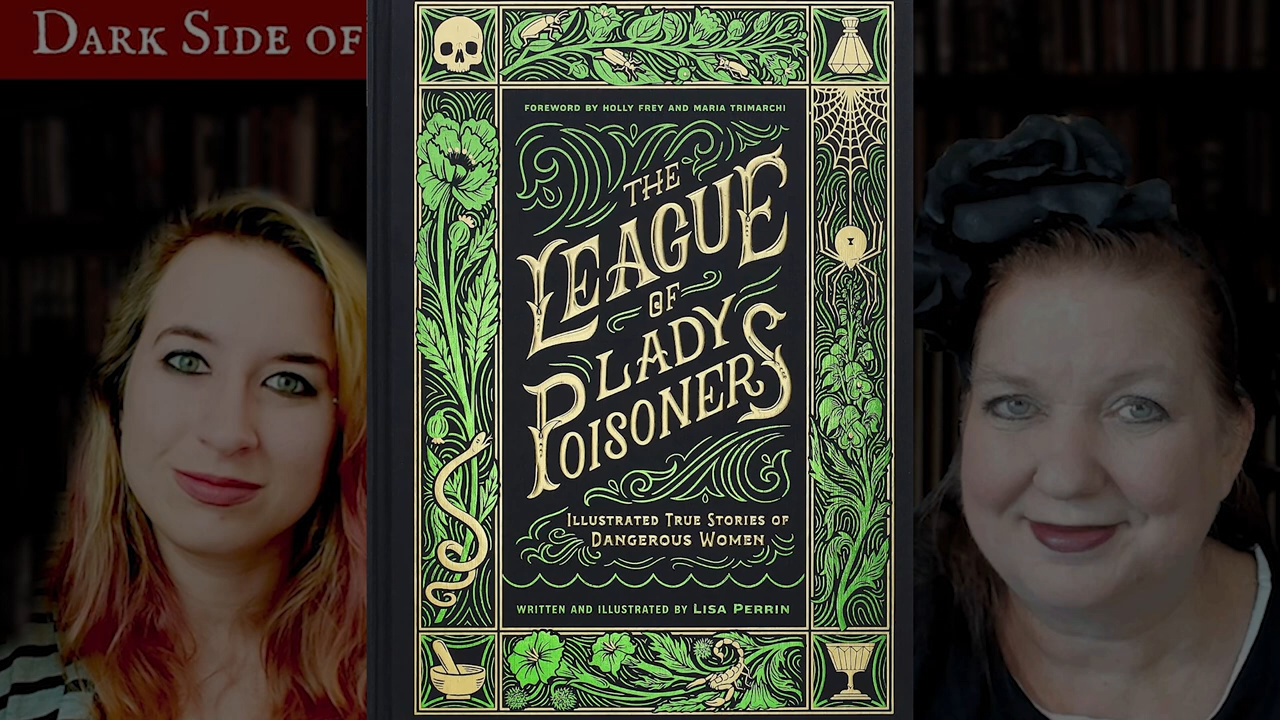 DARK SIDE OF
FOREWORD BY HOLLY FREY AND MARIA TRIMARCHI
THE
LEAGUE
OF
LADY
POISONERS
ILLUSTRATED TRUE STORIES OF
DANGEROUS WOMEN
WRITTEN AND ILLUSTRATED BY LISA PERRIN